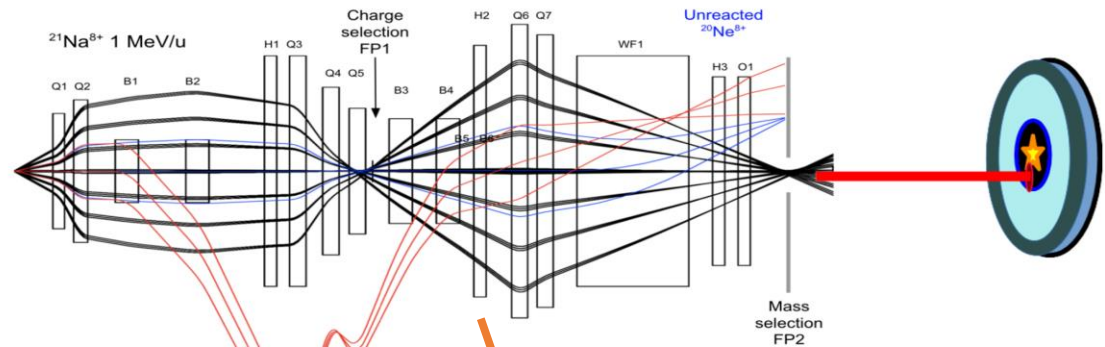 ²¹Na⁸⁺ 1 MeV/u
Charge
selection
FP1
Unreacted
²⁰Ne⁸⁺
Q1
Q2
B1
B2
H1
Q3
Q4
Q5
B3
B4
B5
B6
H2
Q6
Q7
WF1
H3
O1
Mass
selection
FP2